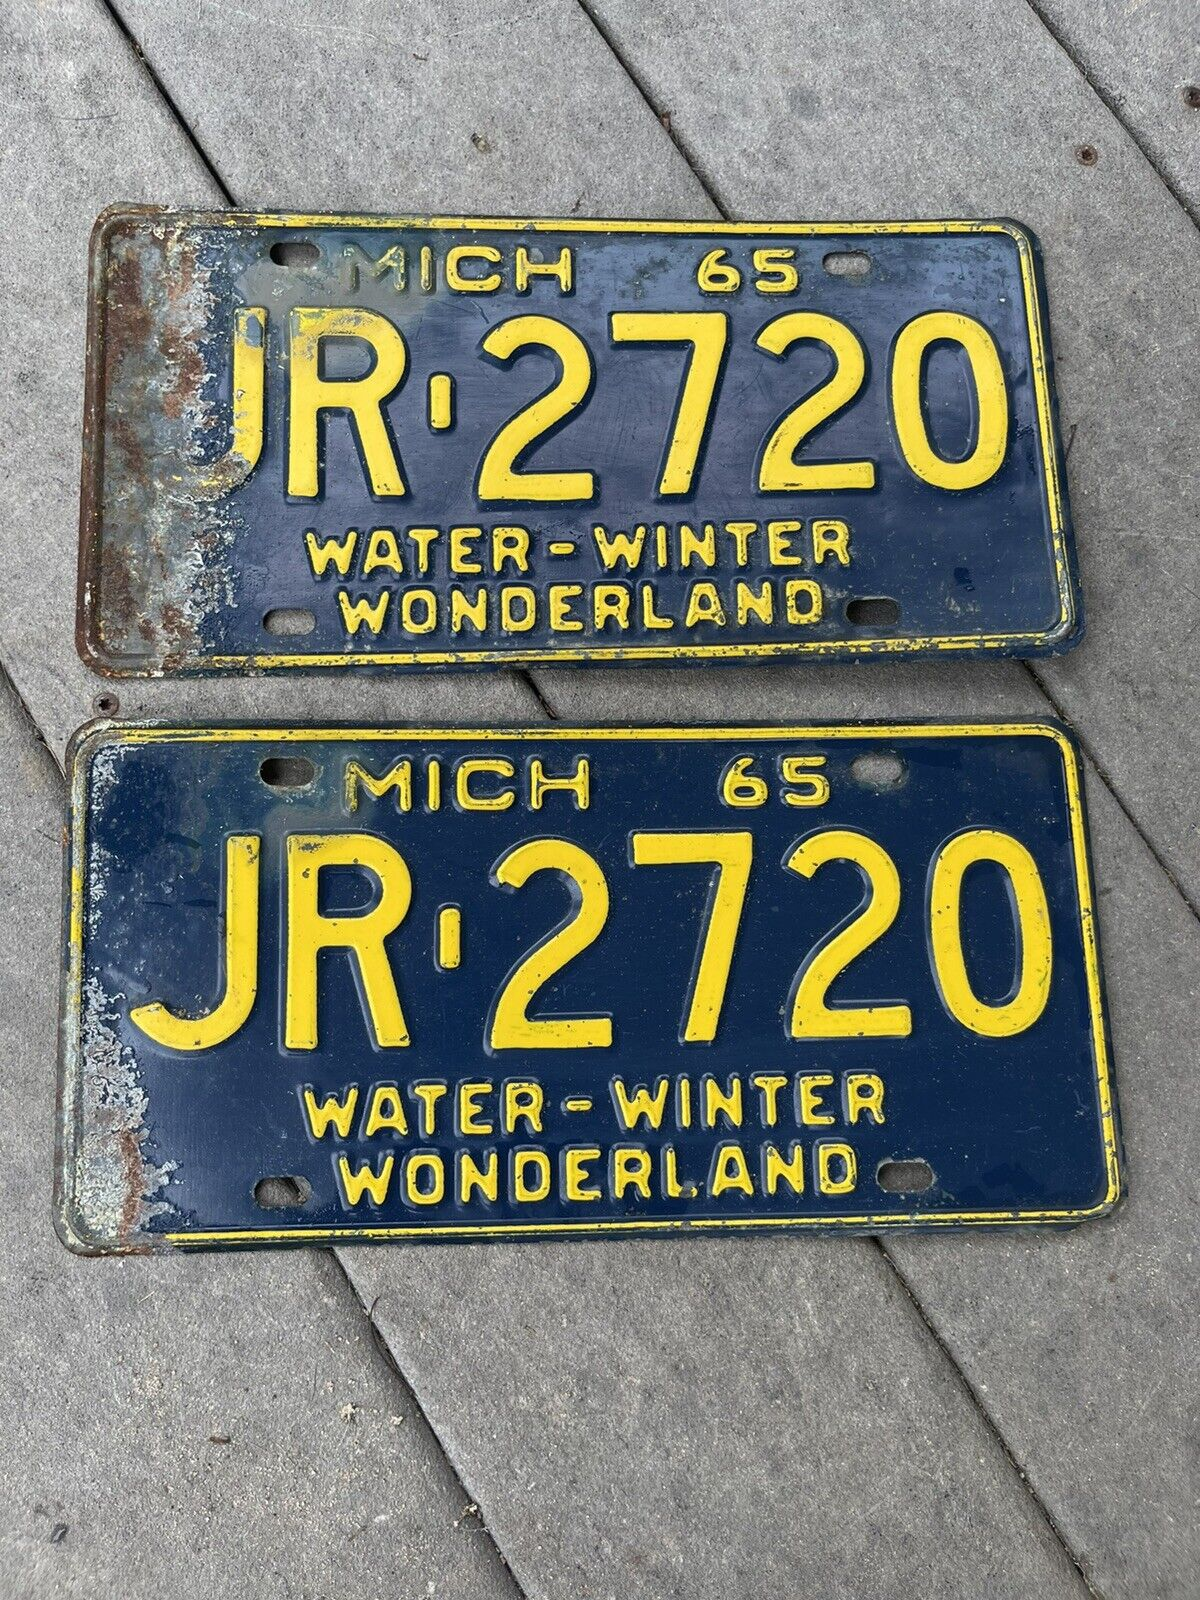 MICH 65
JR-2720
WATER-WINTER
WONDERLAND
MICH 65
JR-2720
WATER-WINTER
WONDERLAND